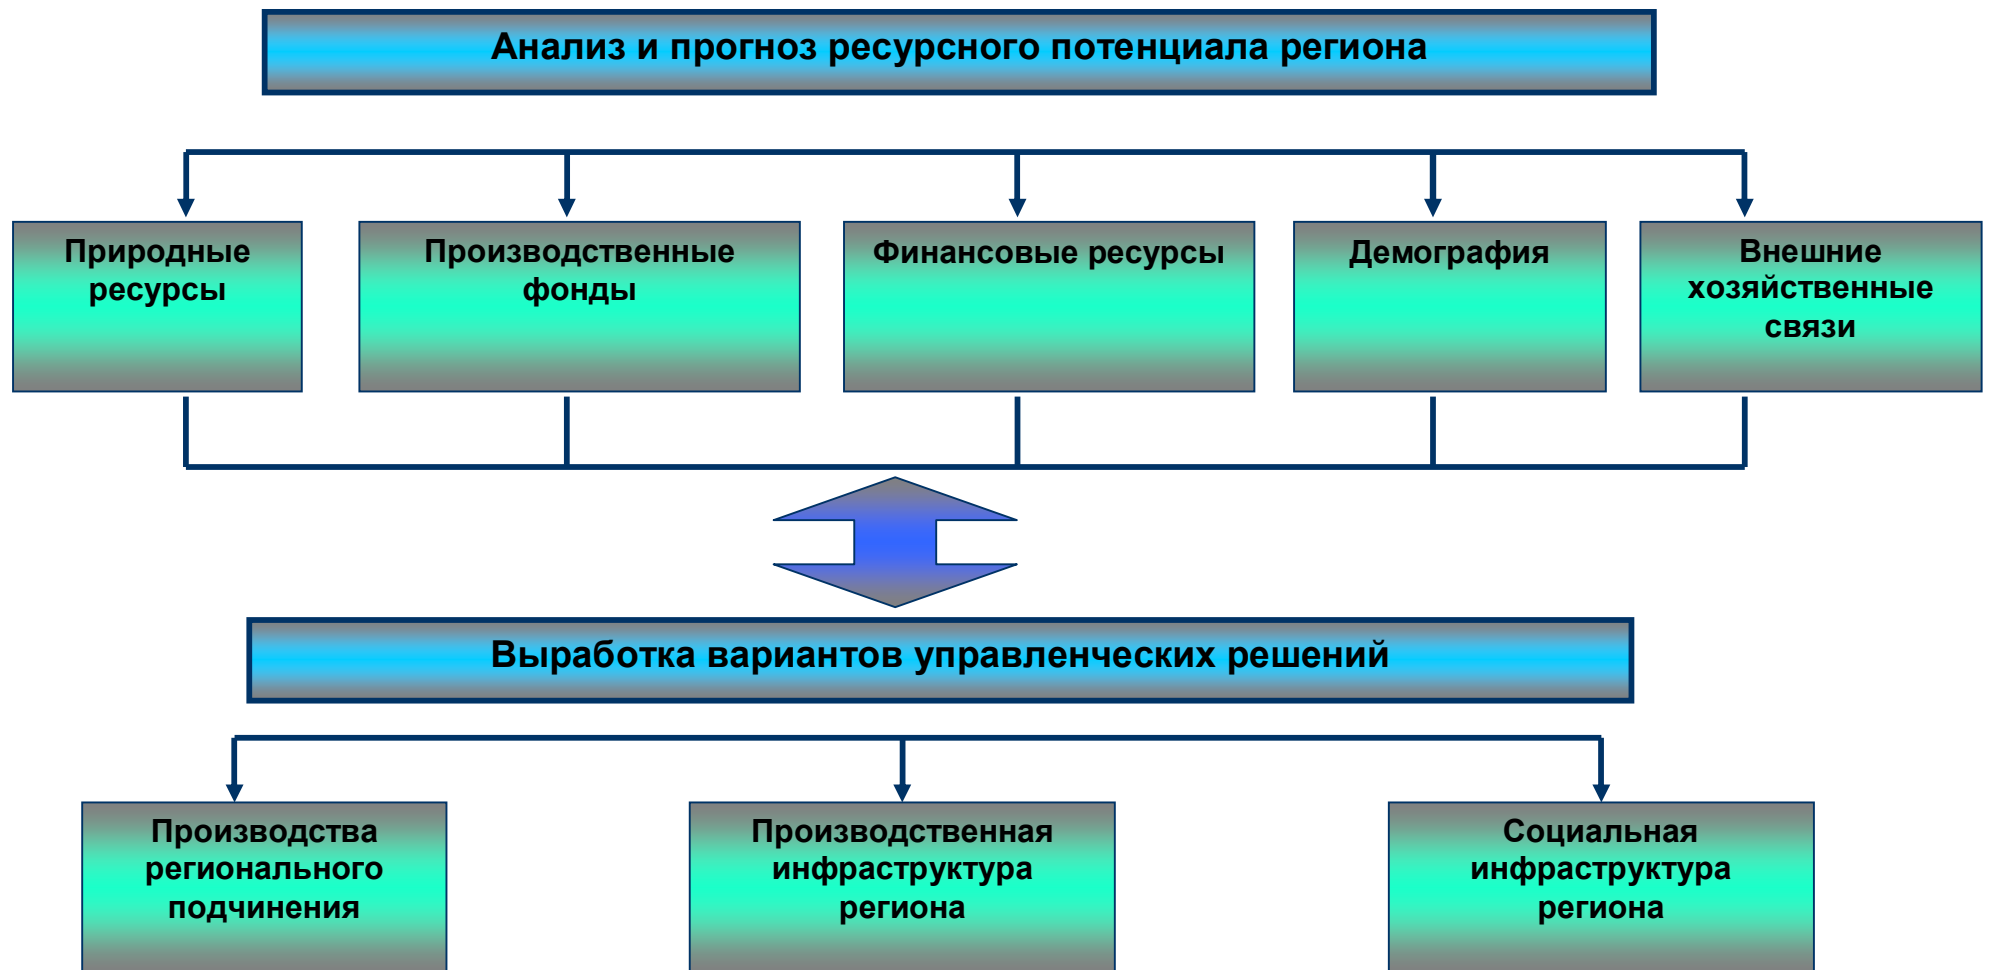 Анализ и прогноз ресурсного потенциала региона
Природные
ресурсы
Производственные
фонды
Финансовые ресурсы
Демография
Внешние
хозяйственные
связи
Выработка вариантов управленческих решений
Производства
регионального
подчинения
Производственная
инфраструктура
региона
Социальная
инфраструктура
региона